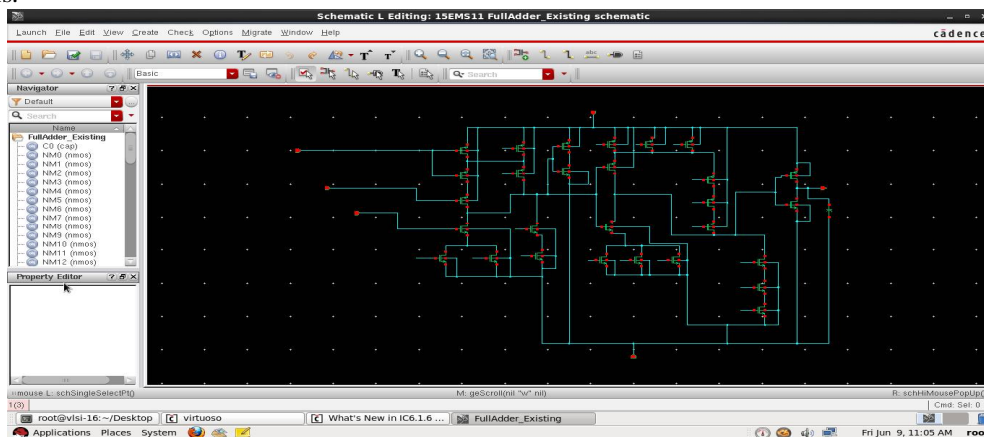 Schematic L Editing: 15EMS11 FullAdder_Existing schematic
Launch File Edit View Create Check Options Migrate Window Help
cādence
Basic
Search
Navigator
Default
Search
Name
FullAdder_Existing
C0 (cap)
NM0 (nmos)
NM1 (nmos)
NM2 (nmos)
NM3 (nmos)
NM4 (nmos)
NM5 (nmos)
NM6 (nmos)
NM7 (nmos)
NM8 (nmos)
NM9 (nmos)
NM10 (nmos)
NM11 (nmos)
NM12 (nmos)
Property Editor
mouse L: schSingleSelectPt()
M: geScroll(nil "w" nil)
R: schHiMousePopUp()
1(3)
Cmd: Sel: 0
root@vlsi-16:~/Desktop
virtuoso
What's New in IC6.1.6 ...
FullAdder_Existing
Applications Places System
Fri Jun 9, 11:05 AM roo